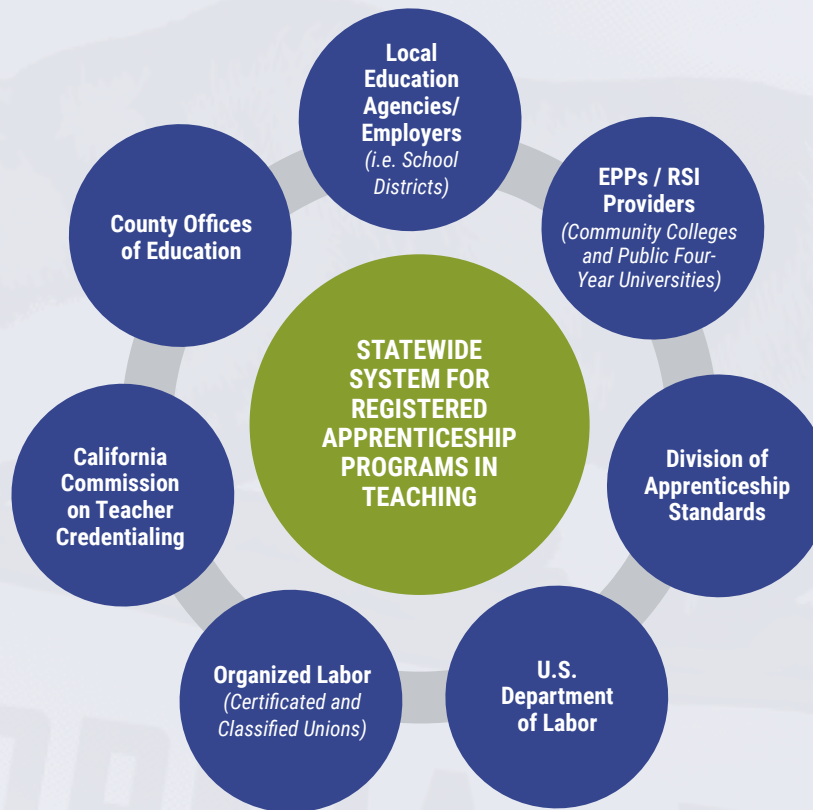 Local
Education
Agencies/
Employers
(i.e. School
Districts)
EPPs / RSI
Providers
(Community Colleges
and Public Four-
Year Universities)
Division of
Apprenticeship
Standards
U.S.
Department
of Labor
Organized Labor
(Certificated and
Classified Unions)
California
Commission
on Teacher
Credentialing
County Offices
of Education
STATEWIDE
SYSTEM FOR
REGISTERED
APPRENTICESHIP
PROGRAMS IN
TEACHING